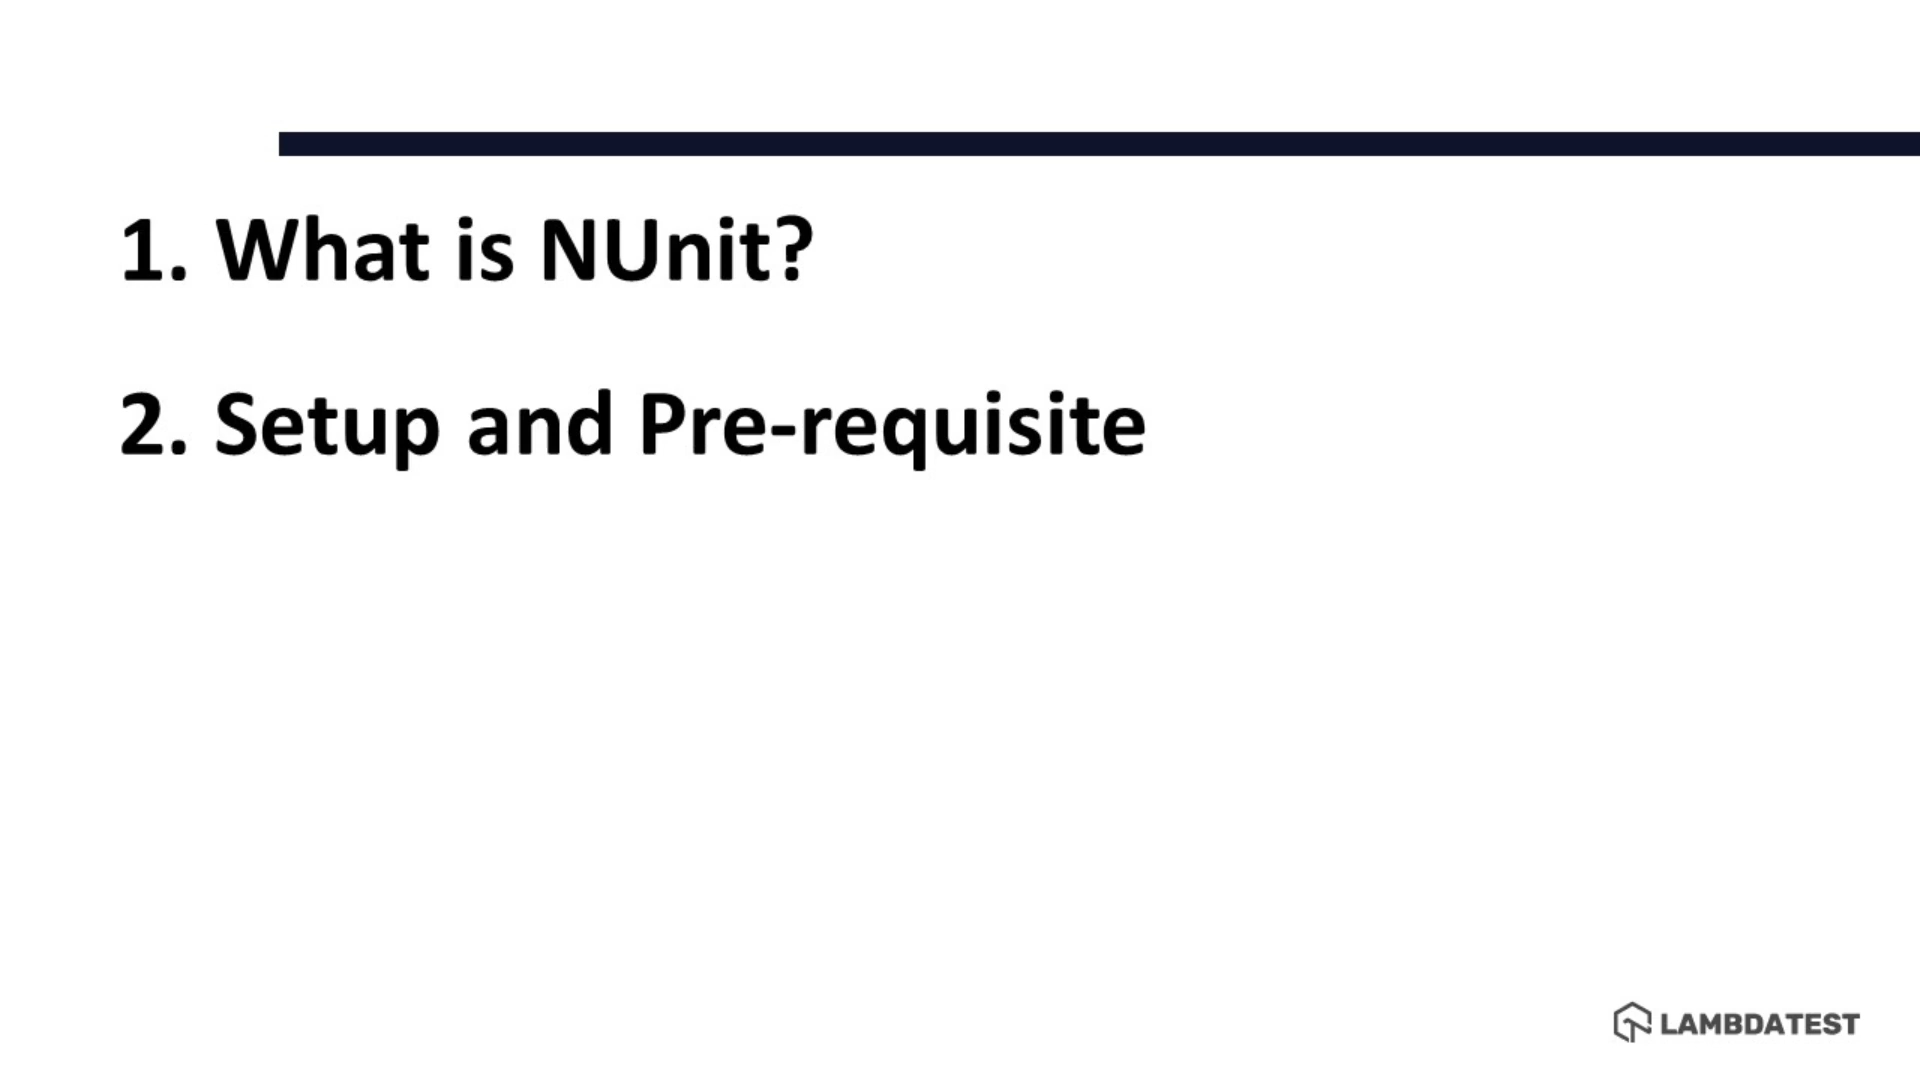 1. What is NUnit?
2. Setup and Pre-requisite
LAMBDATEST